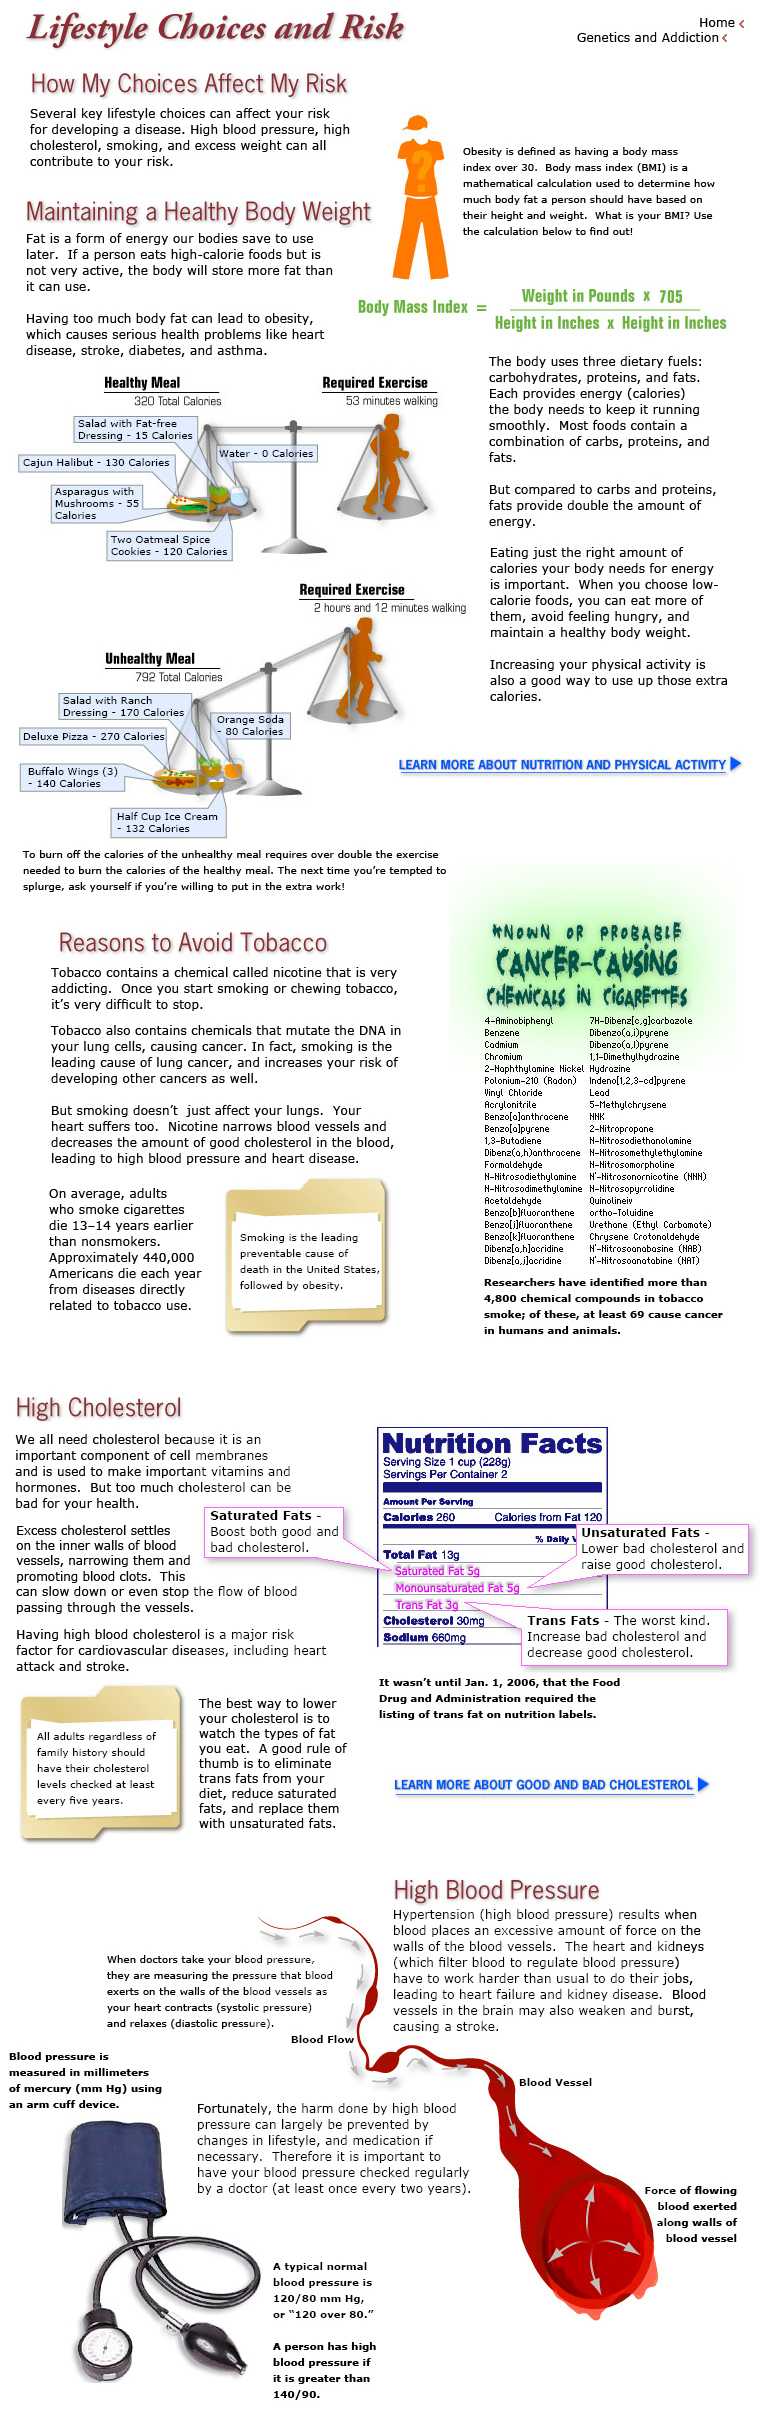 Lifestyle Choices and Risk
Home
Genetics and Addiction
How My Choices Affect My Risk
Several key lifestyle choices can affect your risk
for developing a disease. High blood pressure, high
cholesterol, smoking, and excess weight can all
contribute to your risk.
?
Obesity is defined as having a body mass
index over 30.  Body mass index (BMI) is a
mathematical calculation used to determine how
much body fat a person should have based on
their height and weight.  What is your BMI? Use
the calculation below to find out!
Maintaining a Healthy Body Weight
Fat is a form of energy our bodies save to use
later.  If a person eats high-calorie foods but is
not very active, the body will store more fat than
it can use.
Having too much body fat can lead to obesity,
which causes serious health problems like heart
disease, stroke, diabetes, and asthma.
Body Mass Index = Weight in Pounds x 705
Height in Inches x Height in Inches
Healthy Meal
320 Total Calories
Required Exercise
53 minutes walking
Salad with Fat-free
Dressing - 15 Calories
Water - 0 Calories
Cajun Halibut - 130 Calories
Asparagus with
Mushrooms - 55
Calories
Two Oatmeal Spice
Cookies - 120 Calories
Required Exercise
2 hours and 12 minutes walking
Unhealthy Meal
792 Total Calories
Salad with Ranch
Dressing - 170 Calories
Orange Soda
- 80 Calories
Deluxe Pizza - 270 Calories
Buffalo Wings (3)
- 140 Calories
Half Cup Ice Cream
- 132 Calories
To burn off the calories of the unhealthy meal requires over double the exercise
needed to burn the calories of the healthy meal. The next time you're tempted to
splurge, ask yourself if you're willing to put in the extra work!
The body uses three dietary fuels:
carbohydrates, proteins, and fats.
Each provides energy (calories)
the body needs to keep it running
smoothly.  Most foods contain a
combination of carbs, proteins, and
fats.
But compared to carbs and proteins,
fats provide double the amount of
energy.
Eating just the right amount of
calories your body needs for energy
is important.  When you choose low-
calorie foods, you can eat more of
them, avoid feeling hungry, and
maintain a healthy body weight.
Increasing your physical activity is
also a good way to use up those extra
calories.
LEARN MORE ABOUT NUTRITION AND PHYSICAL ACTIVITY
Reasons to Avoid Tobacco
Tobacco contains a chemical called nicotine that is very
addicting.  Once you start smoking or chewing tobacco,
it's very difficult to stop.
Tobacco also contains chemicals that mutate the DNA in
your lung cells, causing cancer. In fact, smoking is the
leading cause of lung cancer, and increases your risk of
developing other cancers as well.
But smoking doesn't  just affect your lungs.  Your
heart suffers too.  Nicotine narrows blood vessels and
decreases the amount of good cholesterol in the blood,
leading to high blood pressure and heart disease.
On average, adults
who smoke cigarettes
die 13–14 years earlier
than nonsmokers.
Approximately 440,000
Americans die each year
from diseases directly
related to tobacco use.
Smoking is the leading
preventable cause of
death in the United States,
followed by obesity.
KNOWN OR PROBABLE
CANCER-CAUSING
CHEMICALS IN CIGARETTES
4-Aminobiphenyl 7H-Dibenz[c,g]carbazole
Benzene Dibenzo(a,i)pyrene
Cadmium Dibenzo(a,l)pyrene
Chromium 1,1-Dimethylhydrazine
2-Naphthylamine Nickel Hydrazine
Polonium-210 (Radon) Indeno[1,2,3-cd]pyrene
Vinyl Chloride Lead
Acrylonitrile 5-Methylchrysene
Benzo[a]anthracene NNK
Benzo[a]pyrene 2-Nitropropane
1,3-Butadiene N-Nitrosodiethanolamine
Dibenz(a,h)anthracene N-Nitrosomethylethylamine
Formaldehyde N-Nitrosomorpholine
N-Nitrosodiethylamine N'-Nitrosonornicotine (NNN)
N-Nitrosodimethylamine N-Nitrosopyrrolidine
Acetaldehyde Quinolineiv
Benzo[b]fluoranthene ortho-Toluidine
Benzo[j]fluoranthene Urethane (Ethyl Carbamate)
Benzo[k]fluoranthene Chrysene Crotonaldehyde
Dibenz[a,h]acridine N'-Nitrosoanabasine (NAB)
Dibenz[a,j]acridine N'-Nitrosoanatabine (NAT)
Researchers have identified more than
4,800 chemical compounds in tobacco
smoke; of these, at least 69 cause cancer
in humans and animals.
High Cholesterol
We all need cholesterol because it is an
important component of cell membranes
and is used to make important vitamins and
hormones.  But too much cholesterol can be
bad for your health.
Excess cholesterol settles
on the inner walls of blood
vessels, narrowing them and
promoting blood clots.  This
can slow down or even stop the flow of blood
passing through the vessels.
Having high blood cholesterol is a major risk
factor for cardiovascular diseases, including heart
attack and stroke.
Saturated Fats -
Boost both good and
bad cholesterol.
Nutrition Facts
Serving Size 1 cup (228g)
Servings Per Container 2
Amount Per Serving
Calories 260 Calories from Fat 120
% Daily V
Total Fat 13g
Saturated Fat 5g
Monounsaturated Fat 5g
Trans Fat 3g
Cholesterol 30mg
Sodium 660mg
Unsaturated Fats -
Lower bad cholesterol and
raise good cholesterol.
Trans Fats - The worst kind.
Increase bad cholesterol and
decrease good cholesterol.
It wasn't until Jan. 1, 2006, that the Food
Drug and Administration required the
listing of trans fat on nutrition labels.
All adults regardless of
family history should
have their cholesterol
levels checked at least
every five years.
The best way to lower
your cholesterol is to
watch the types of fat
you eat.  A good rule of
thumb is to eliminate
trans fats from your
diet, reduce saturated
fats, and replace them
with unsaturated fats.
LEARN MORE ABOUT GOOD AND BAD CHOLESTEROL
High Blood Pressure
Hypertension (high blood pressure) results when
blood places an excessive amount of force on the
walls of the blood vessels.  The heart and kidneys
(which filter blood to regulate blood pressure)
have to work harder than usual to do their jobs,
leading to heart failure and kidney disease.  Blood
vessels in the brain may also weaken and burst,
causing a stroke.
When doctors take your blood pressure,
they are measuring the pressure that blood
exerts on the walls of the blood vessels as
your heart contracts (systolic pressure)
and relaxes (diastolic pressure).
Blood Flow
Blood pressure is
measured in millimeters
of mercury (mm Hg) using
an arm cuff device.
Blood Vessel
Fortunately, the harm done by high blood
pressure can largely be prevented by
changes in lifestyle, and medication if
necessary.  Therefore it is important to
have your blood pressure checked regularly
by a doctor (at least once every two years).
Force of flowing
blood exerted
along walls of
blood vessel
A typical normal
blood pressure is
120/80 mm Hg,
or “120 over 80.”
A person has high
blood pressure if
it is greater than
140/90.